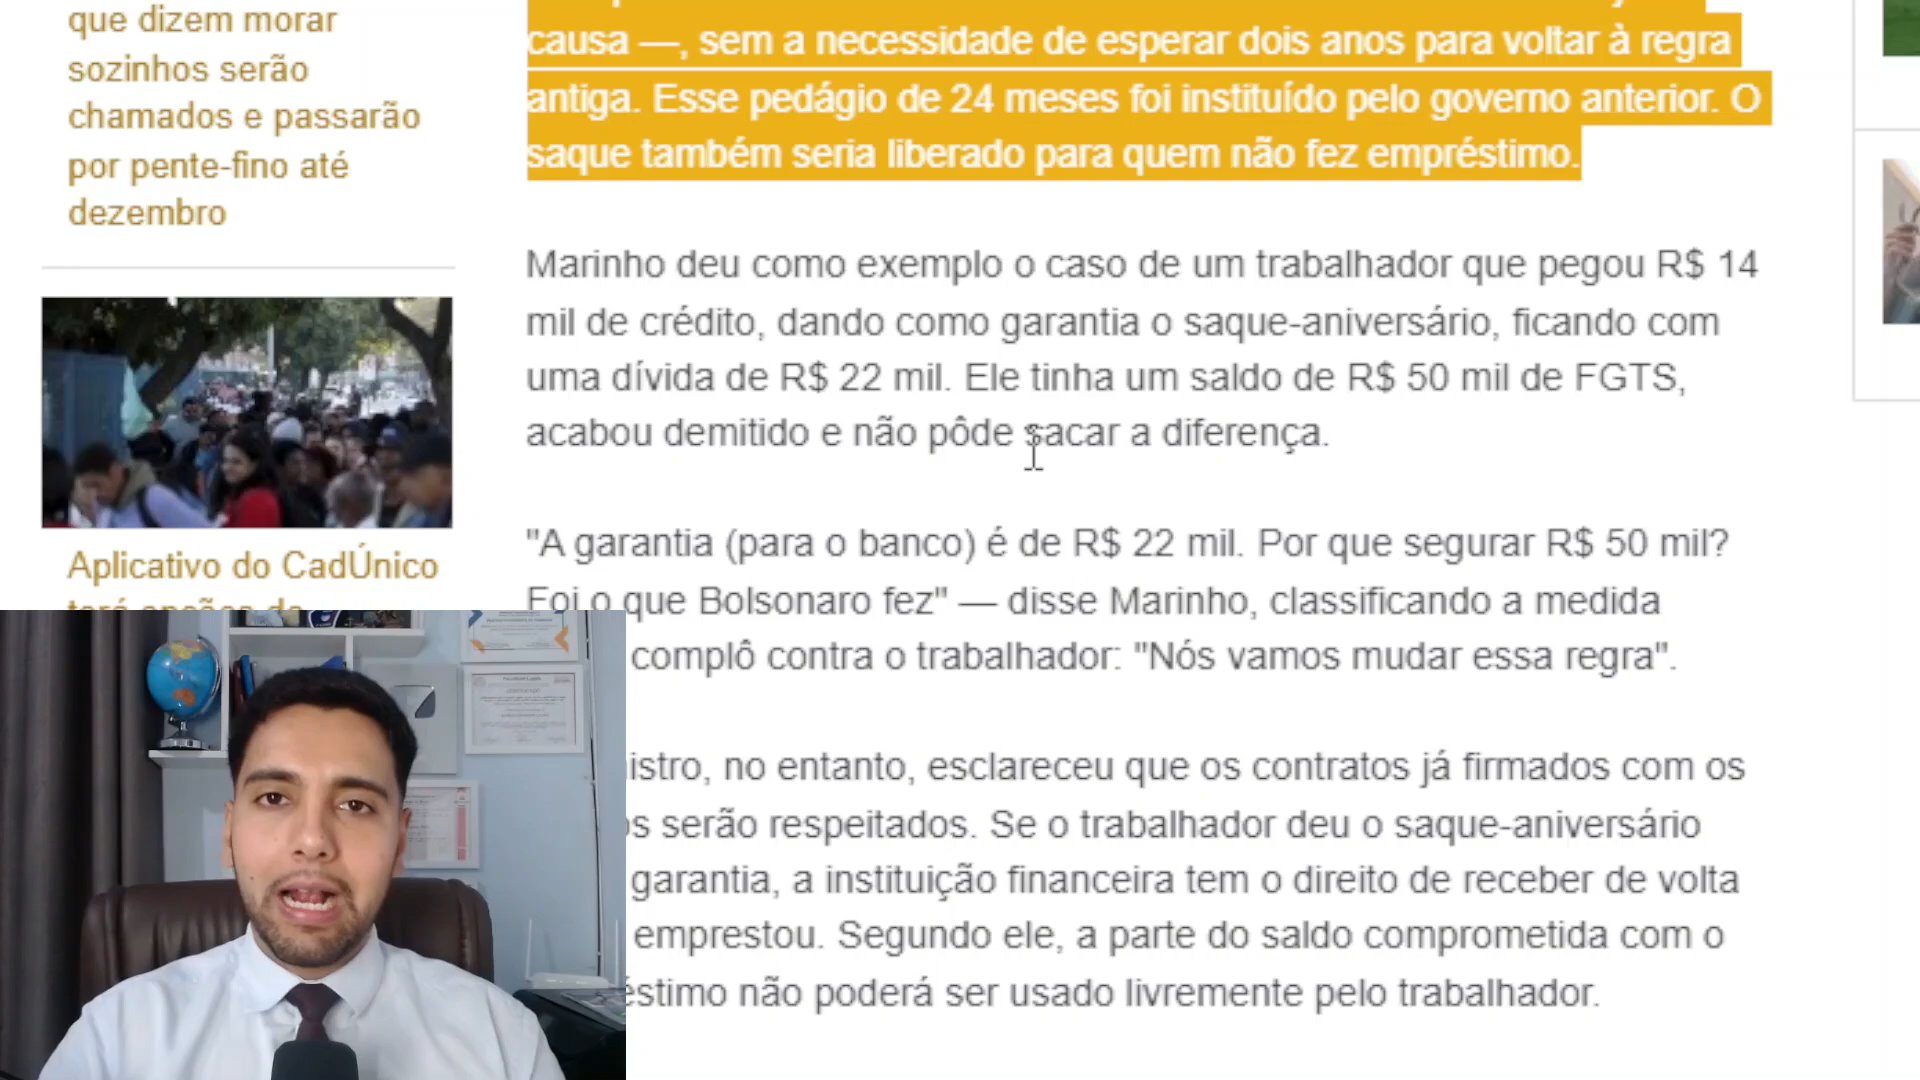 que dizem morar
sozinhos serão
chamados e passarão
por pente-fino até
dezembro
Aplicativo do CadÚnico
causa —, sem a necessidade de esperar dois anos para voltar à regra
antiga. Esse pedágio de 24 meses foi instituído pelo governo anterior. O
saque também seria liberado para quem não fez empréstimo.
Marinho deu como exemplo o caso de um trabalhador que pegou R$ 14
mil de crédito, dando como garantia o saque-aniversário, ficando com
uma dívida de R$ 22 mil. Ele tinha um saldo de R$ 50 mil de FGTS,
acabou demitido e não pôde sacar a diferença.
"A garantia (para o banco) é de R$ 22 mil. Por que segurar R$ 50 mil?
Foi o que Bolsonaro fez" — disse Marinho, classificando a medida
complô contra o trabalhador: "Nós vamos mudar essa regra".
istro, no entanto, esclareceu que os contratos já firmados com os
s serão respeitados. Se o trabalhador deu o saque-aniversário
garantia, a instituição financeira tem o direito de receber de volta
emprestou. Segundo ele, a parte do saldo comprometida com o
éstimo não poderá ser usado livremente pelo trabalhador.